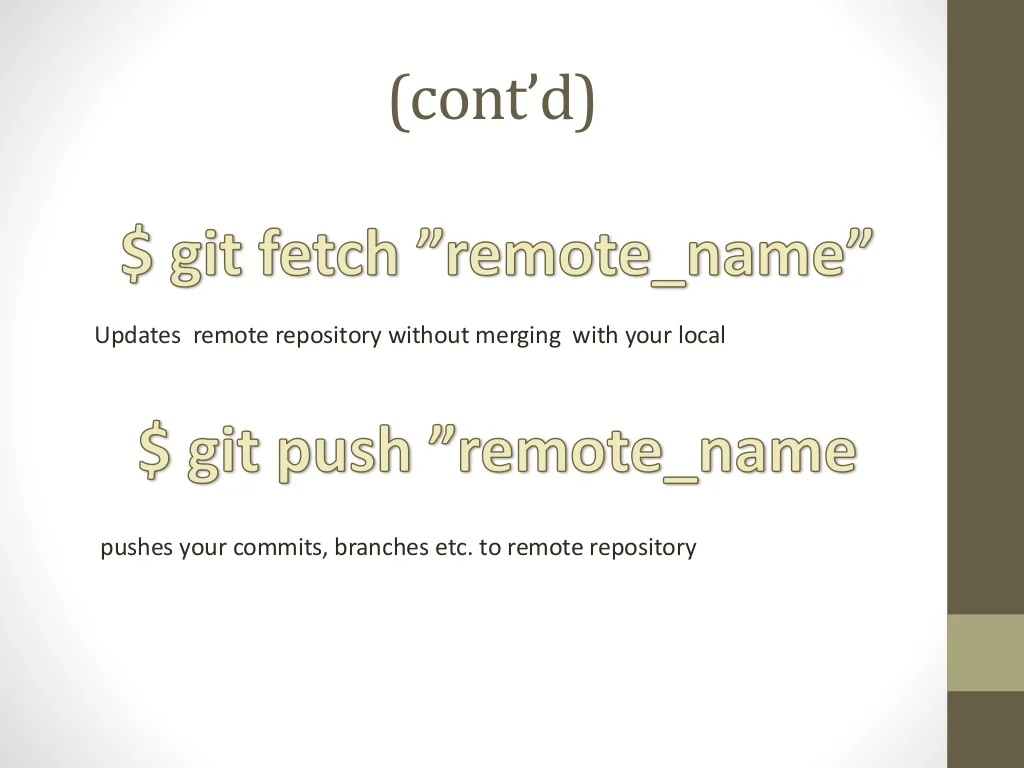 (cont’d)
$ git fetch ”remote_name”
Updates  remote repository without merging  with your local
$ git push ”remote_name
pushes your commits, branches etc. to remote repository